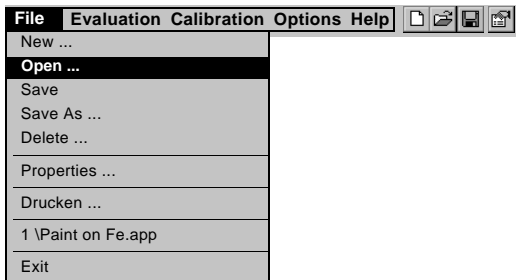 File Evaluation Calibration Options Help
New ...
Open ...
Save
Save As ...
Delete ...
Properties ...
Drucken ...
1 \Paint on Fe.app
Exit